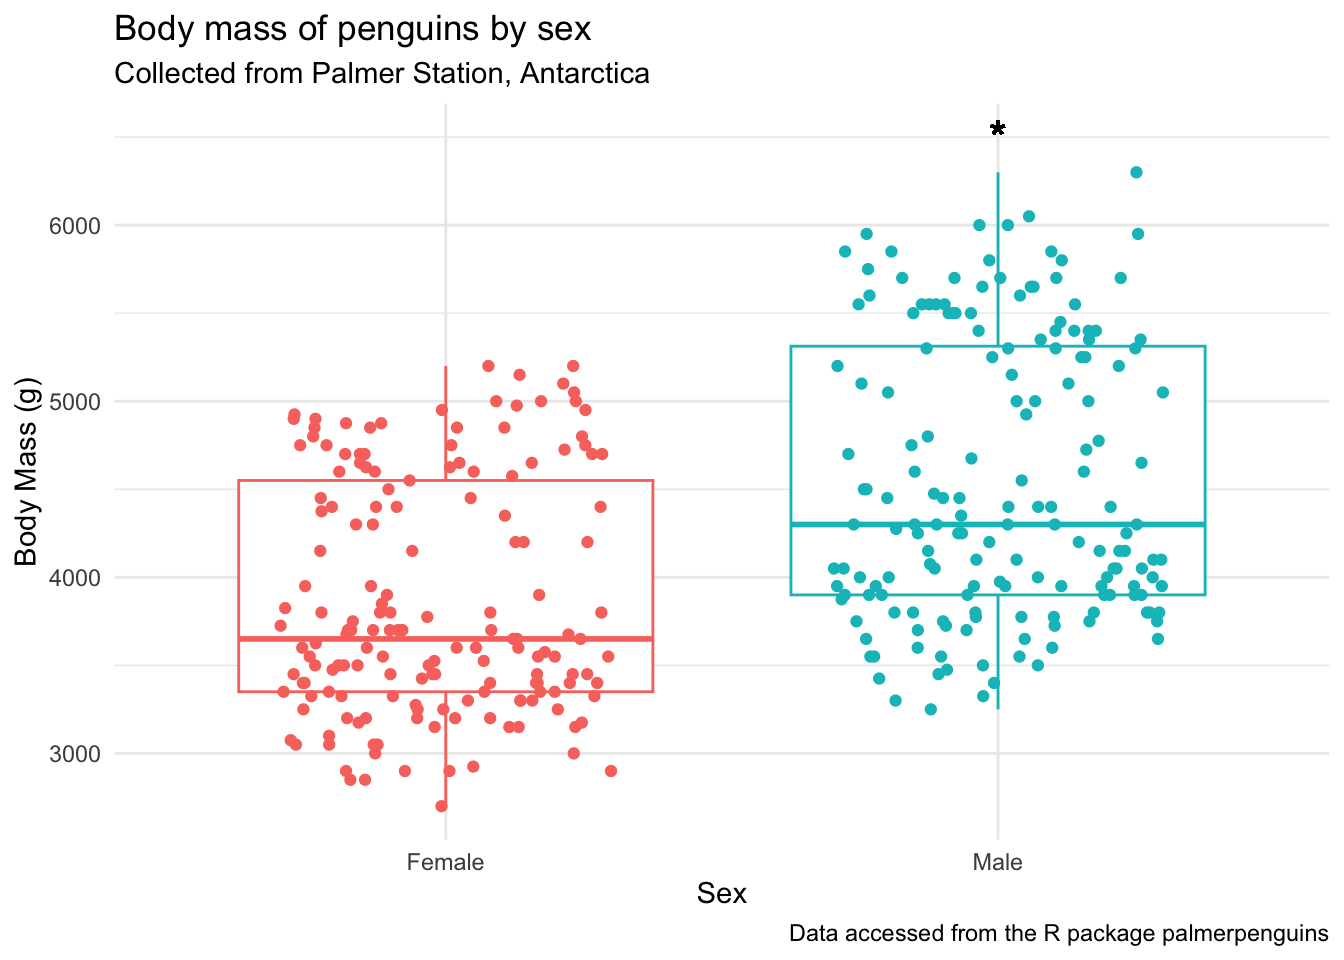 Body mass of penguins by sex
Collected from Palmer Station, Antarctica
*
Body Mass (g)
6000
5000
4000
3000
Female
Male
Sex
Data accessed from the R package palmerpenguins